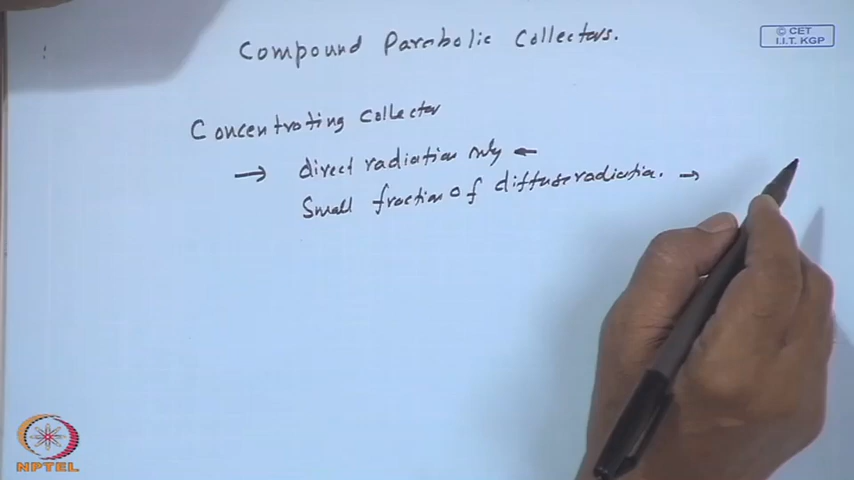 Compound Parabolic Collectors.
© CET
I.I.T. KGP
Concentrating collector
→ direct radiation only ←
Small fraction of diffuse radiation. →
NPTEL